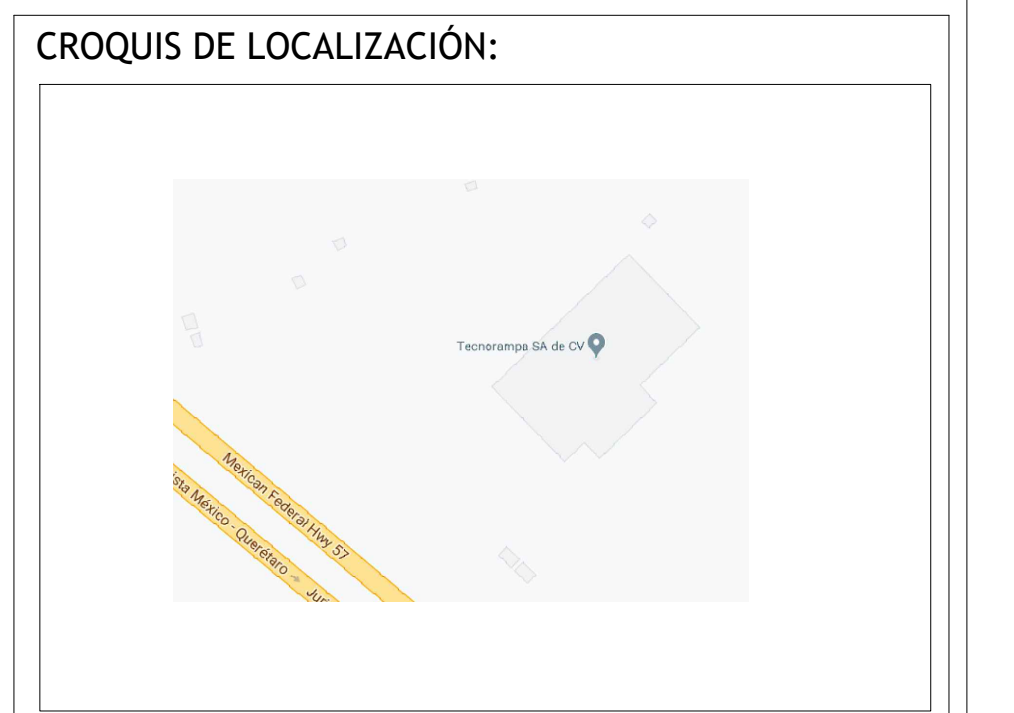 CROQUIS DE LOCALIZACIÓN:
Tecnorampa SA de CV
Mexican Federal Hwy 57
ista México - Querétaro